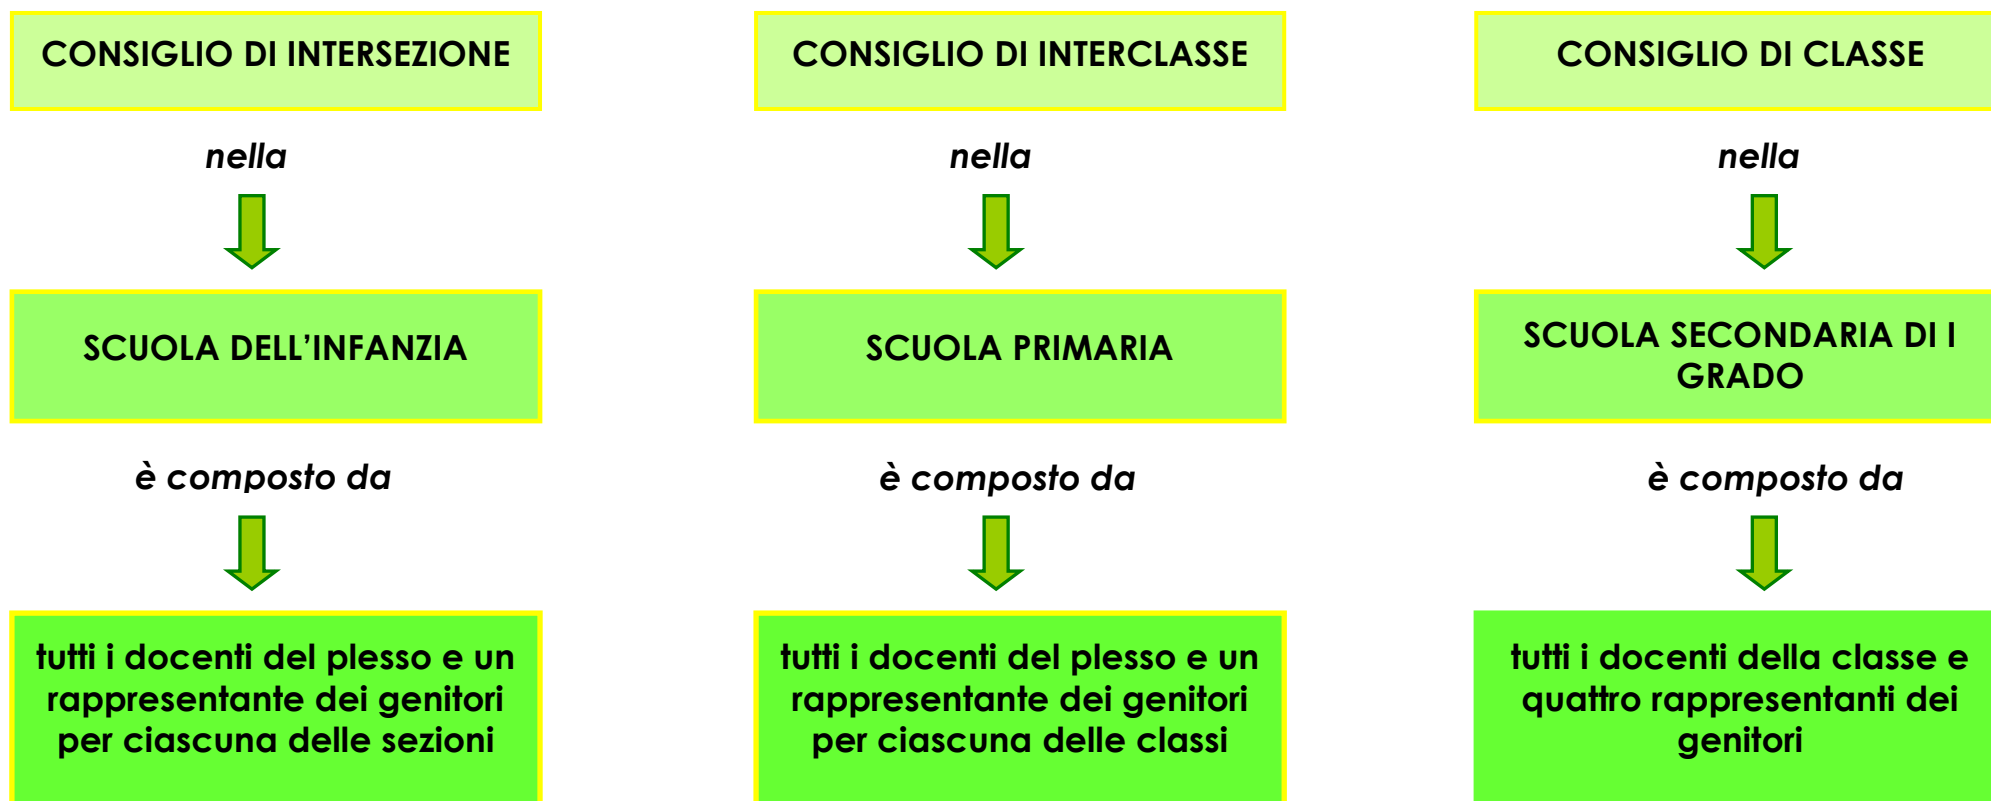 CONSIGLIO DI INTERSEZIONE
nella
SCUOLA DELL’INFANZIA
è composto da
tutti i docenti del plesso e un
rappresentante dei genitori
per ciascuna delle sezioni
CONSIGLIO DI INTERCLASSE
nella
SCUOLA PRIMARIA
è composto da
tutti i docenti del plesso e un
rappresentante dei genitori
per ciascuna delle classi
CONSIGLIO DI CLASSE
nella
SCUOLA SECONDARIA DI I
GRADO
è composto da
tutti i docenti della classe e
quattro rappresentanti dei
genitori